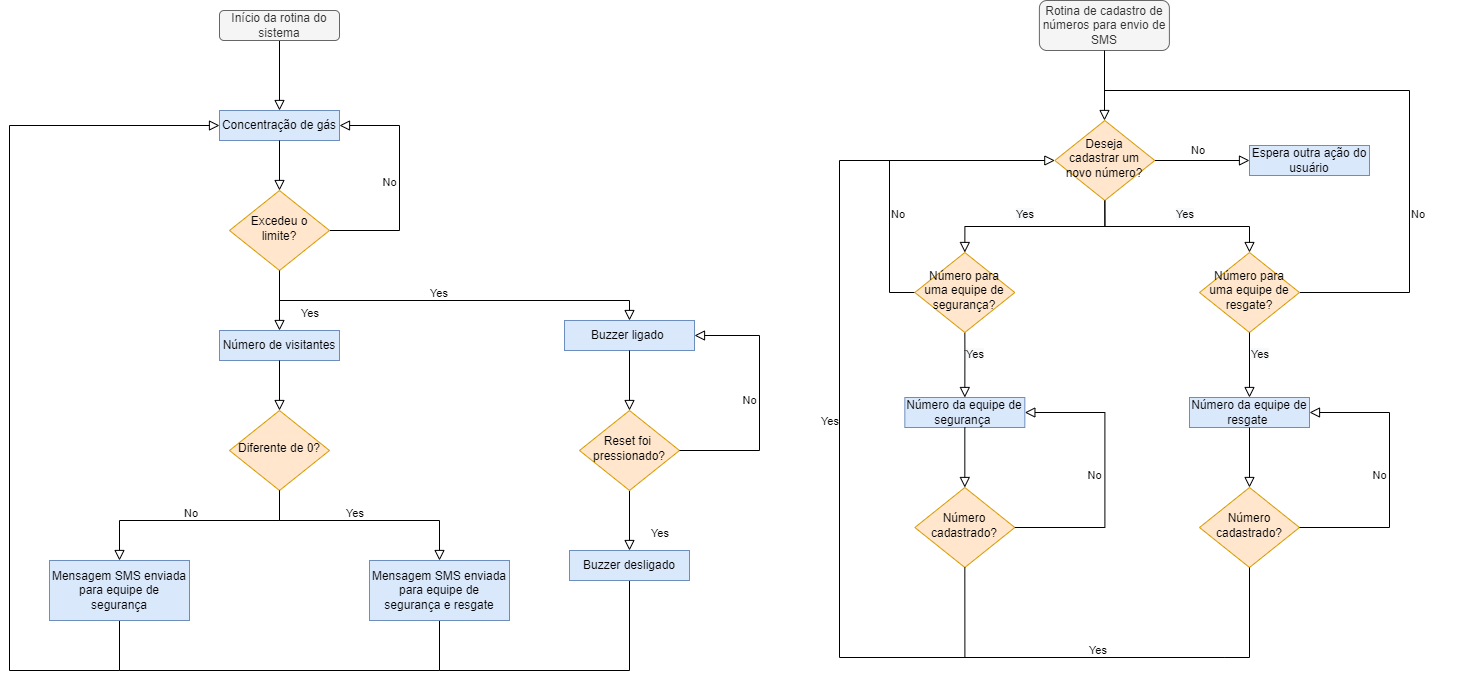 Início da rotina do
sistema
Concentração de gás
No
Excedeu o
limite?
Yes
Yes
Número de visitantes
Buzzer ligado
No
Diferente de 0?
Reset foi
pressionado?
No
Yes
Yes
Mensagem SMS enviada
para equipe de
segurança
Mensagem SMS enviada
para equipe de
segurança e resgate
Buzzer desligado
Rotina de cadastro de
números para envio de
SMS
Deseja
cadastrar um
novo número?
No
Espera outra ação do
usuário
No
Yes
Yes
No
Número para
uma equipe de
segurança?
Número para
uma equipe de
resgate?
Yes
Yes
Número da equipe de
segurança
Número da equipe de
resgate
Yes
No
No
Número
cadastrado?
Número
cadastrado?
Yes